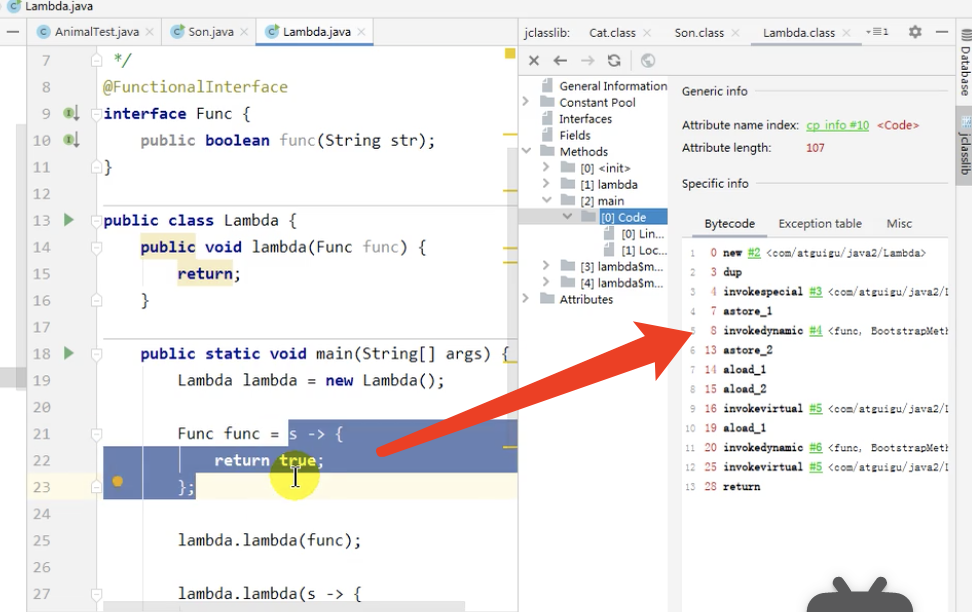 Lambda.java
AnimalTest.java
Son.java
Lambda.java
7 */
8 @FunctionalInterface
9 interface Func {
10 public boolean func(String str);
11 }
12
13 public class Lambda {
14 public void lambda(Func func) {
15 return;
16 }
17
18 public static void main(String[] args) {
19 Lambda lambda = new Lambda();
20
21 Func func = s -> {
22 return true;
23 };
24
25 lambda.lambda(func);
26
27 lambda.lambda(s -> {
jclasslib:
Cat.class
Son.class
Lambda.class
1
General Information
Constant Pool
Interfaces
Fields
Methods
[0] <init>
[1] lambda
[2] main
[0] Code
[0] Lin...
[1] Loc...
[3] lambda$m...
[4] lambda$m...
Attributes
Generic info
Attribute name index: cp info #10 <Code>
Attribute length: 107
Specific info
Bytecode
Exception table
Misc
1 0 new #2 <com/atguigu/java2/Lambda>
2 3 dup
3 4 invokespecial #3 <com/atguigu/java2/
4 7 astore_1
5 8 invokedynamic #4 <func, BootstrapMeth
6 13 astore_2
7 14 aload_1
8 15 aload_2
9 16 invokevirtual #5 <com/atguigu/java2/
10 19 aload_1
11 20 invokedynamic #6 <func, BootstrapMeth
12 25 invokevirtual #5 <com/atguigu/java2/
13 28 return
Database
jclasslib